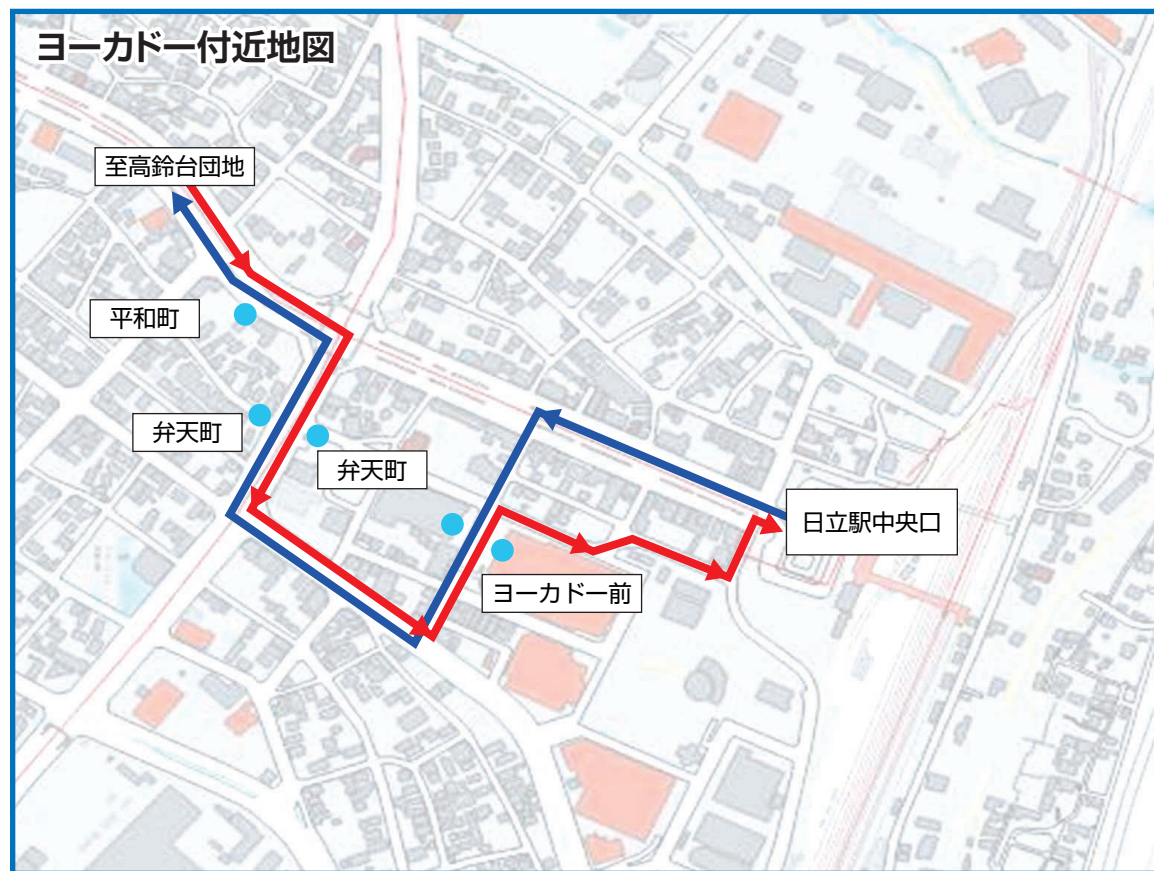 ヨーカドー付近地図
至高鈴台団地
平和町
弁天町
弁天町
日立駅中央口
ヨーカドー前